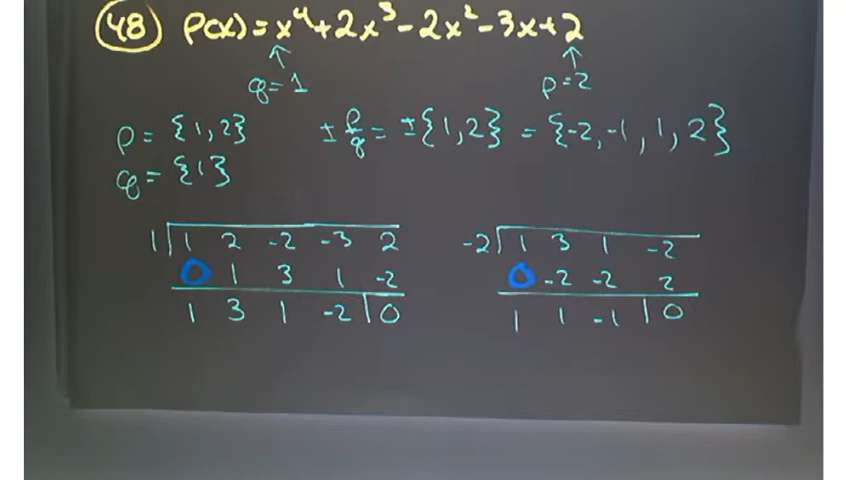 48 P(x) = x⁴ + 2x³ - 2x² - 3x + 2
↑ q = 1 ↑ p = 2
p = {1, 2} ± p/q = ± {1, 2} = {-2, -1, 1, 2}
q = {1}
1 | 1 2 -2 -3 2
0 1 3 1 -2
1 3 1 -2 | 0
-2 | 1 3 1 -2
0 -2 -2 2
1 1 -1 | 0